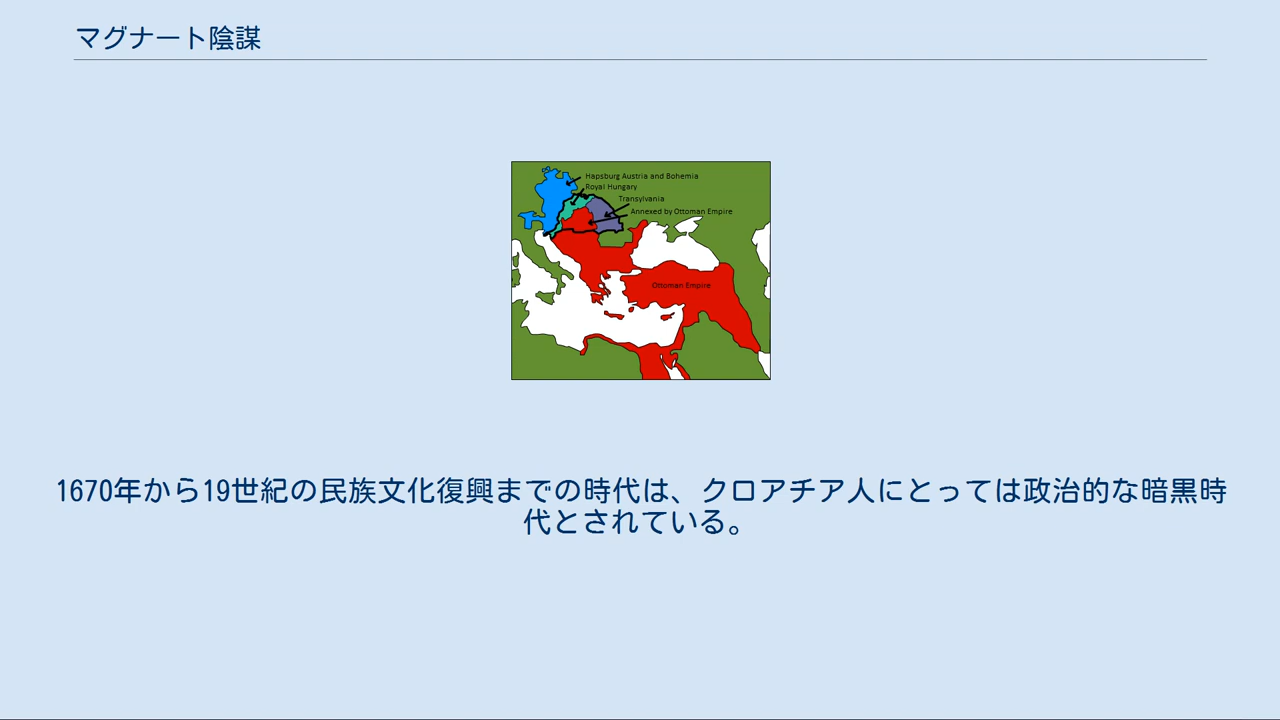 マグナート陰謀
Hapsburg Austria and Bohemia
Royal Hungary
Transylvania
Annexed by Ottoman Empire
Ottoman Empire
1670年から19世紀の民族文化復興までの時代は、クロアチア人にとっては政治的な暗黒時
代とされている。